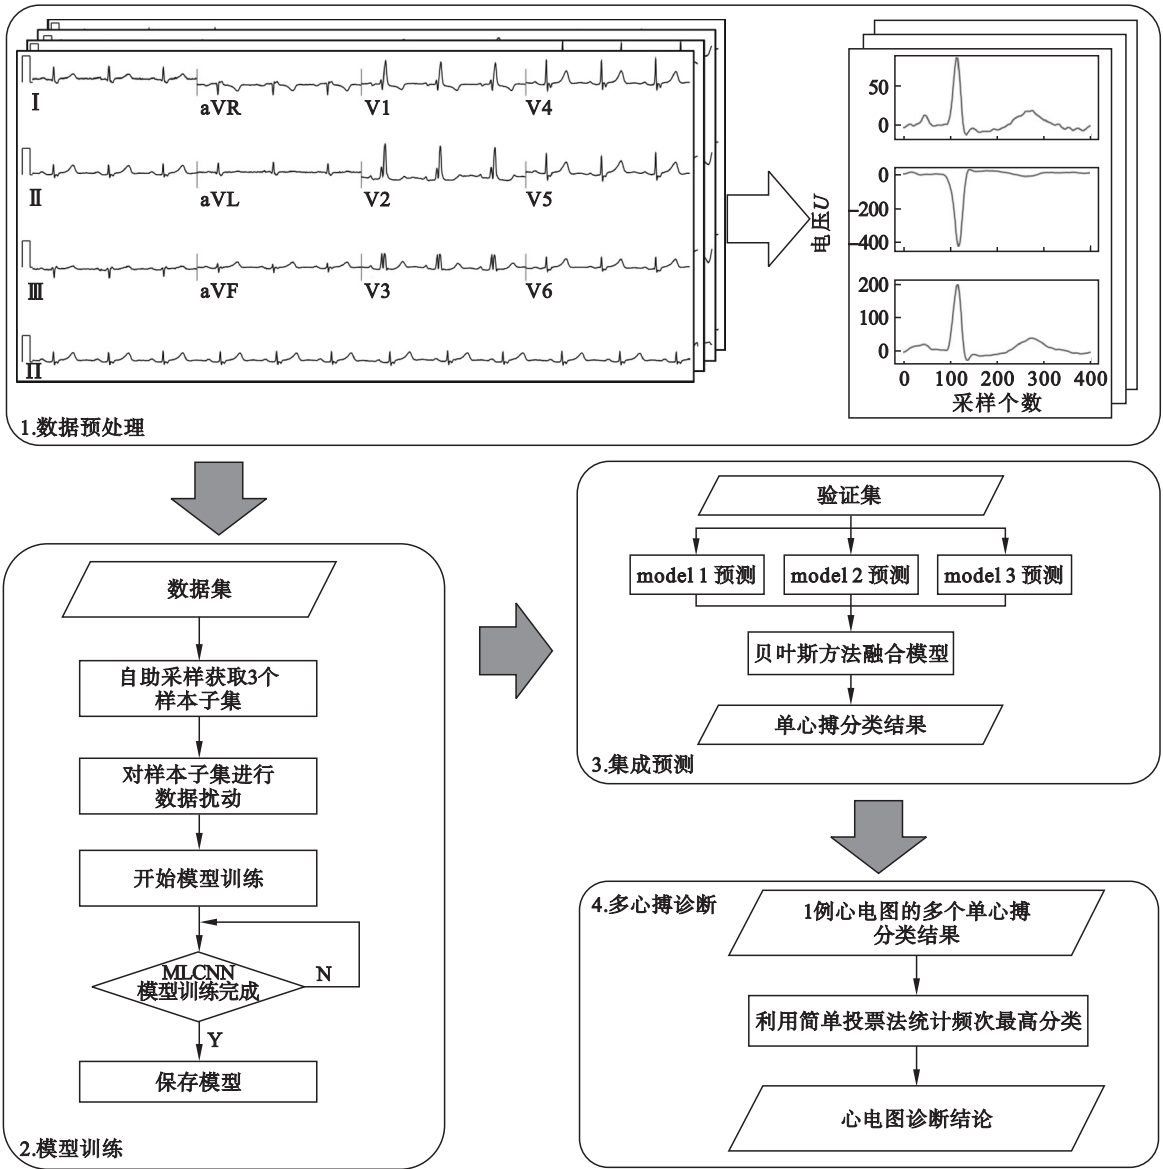 I
aVR
V1
V4
II
aVL
V2
V5
III
aVF
V3
V6
II
50
0
0
-200
-400
200
100
0
0 100 200 300 400
电压U
采样个数
1.数据预处理
数据集
自助采样获取3个
样本子集
对样本子集进行
数据扰动
开始模型训练
MLCNN
模型训练完成
N
Y
保存模型
2.模型训练
验证集
model 1 预测
model 2 预测
model 3 预测
贝叶斯方法融合模型
单心搏分类结果
3.集成预测
4.多心搏诊断
1例心电图的多个单心搏
分类结果
利用简单投票法统计频次最高分类
心电图诊断结论